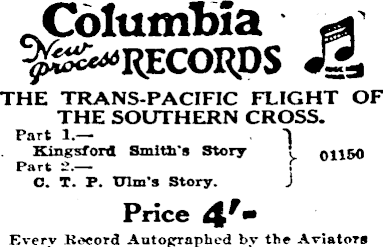 Columbia
New process RECORDS
THE TRANS-PACIFIC FLIGHT OF
THE SOUTHERN CROSS.
Part 1.—
Kingsford Smith's Story
Part 2.—
C. T. P. Ulm's Story.
01150
Price 4/-
Every Record Autographed by the Aviators